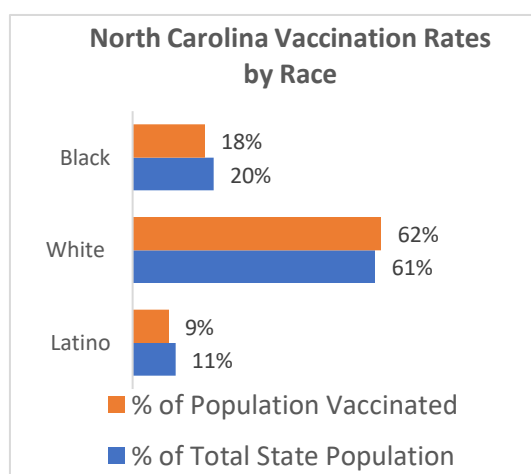 North Carolina Vaccination Rates
by Race
Black
18%
20%
White
62%
61%
Latino
9%
11%
% of Population Vaccinated
% of Total State Population